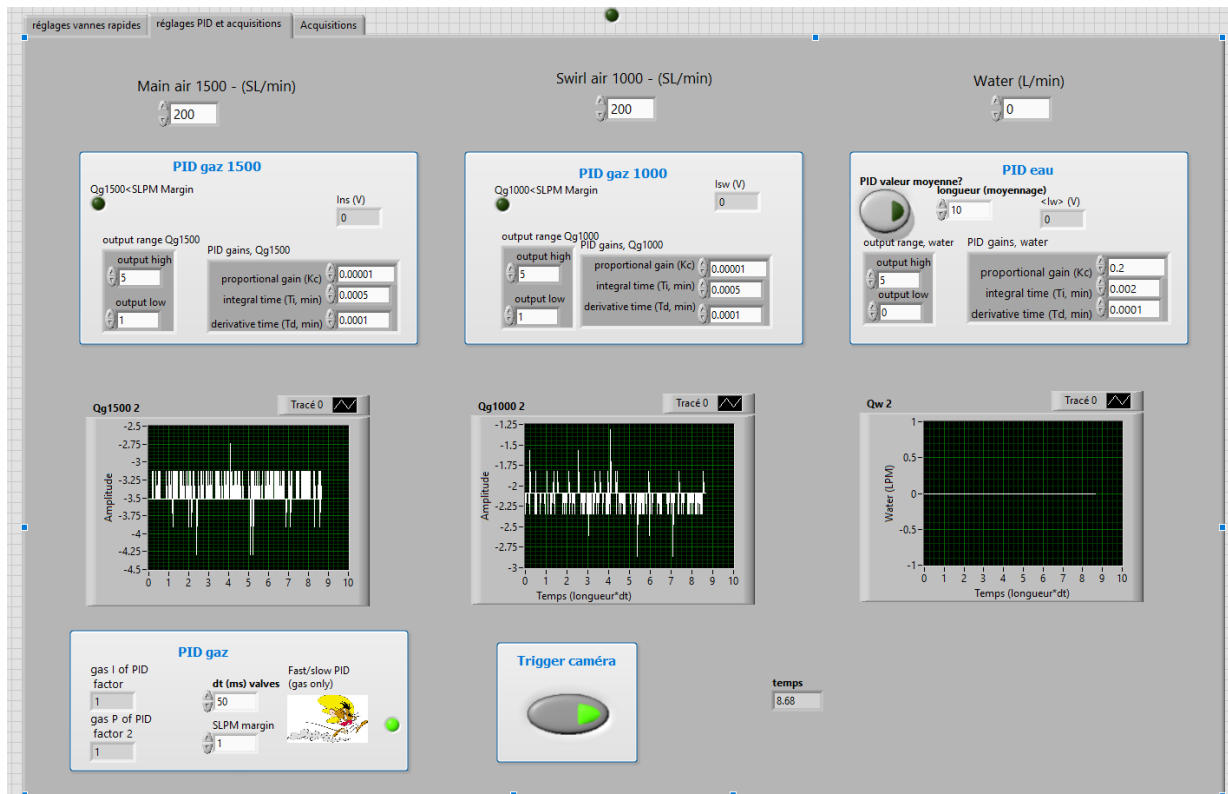 réglages vannes rapides
réglages PID et acquisitions
Acquisitions
Main air 1500 - (SL/min)
200
Swirl air 1000 - (SL/min)
200
Water (L/min)
0
PID gaz 1500
Qg1500<SLPM Margin
Ins (V)
0
output range Qg1500
output high
5
output low
1
PID gains, Qg1500
proportional gain (Kc)
0.00001
integral time (Ti, min)
0.0005
derivative time (Td, min)
0.0001
PID gaz 1000
Qg1000<SLPM Margin
Isw (V)
0
output range Qg1000
output high
5
output low
1
PID gains, Qg1000
proportional gain (Kc)
0.00001
integral time (Ti, min)
0.0005
derivative time (Td, min)
0.0001
PID eau
PID valeur moyenne?
longueur (moyennage)
10
<Iw> (V)
0
output range, water
output high
5
output low
0
PID gains, water
proportional gain (Kc)
0.2
integral time (Ti, min)
0.002
derivative time (Td, min)
0.0001
Qg1500 2
Tracé 0
Amplitude
-2.5
-2.75
-3
-3.25
-3.5
-3.75
-4
-4.25
-4.5
0 1 2 3 4 5 6 7 8 9 10
Qg1000 2
Tracé 0
Amplitude
-1.25
-1.5
-1.75
-2
-2.25
-2.5
-2.75
-3
0 1 2 3 4 5 6 7 8 9 10
Temps (longueur*dt)
Qw 2
Tracé 0
Water (LPM)
1
0.5
0
-0.5
-1
0 1 2 3 4 5 6 7 8 9 10
Temps (longueur*dt)
PID gaz
gas I of PID
factor
1
gas P of PID
factor 2
1
dt (ms) valves
50
SLPM margin
1
Fast/slow PID
(gas only)
Trigger caméra
temps
8.68